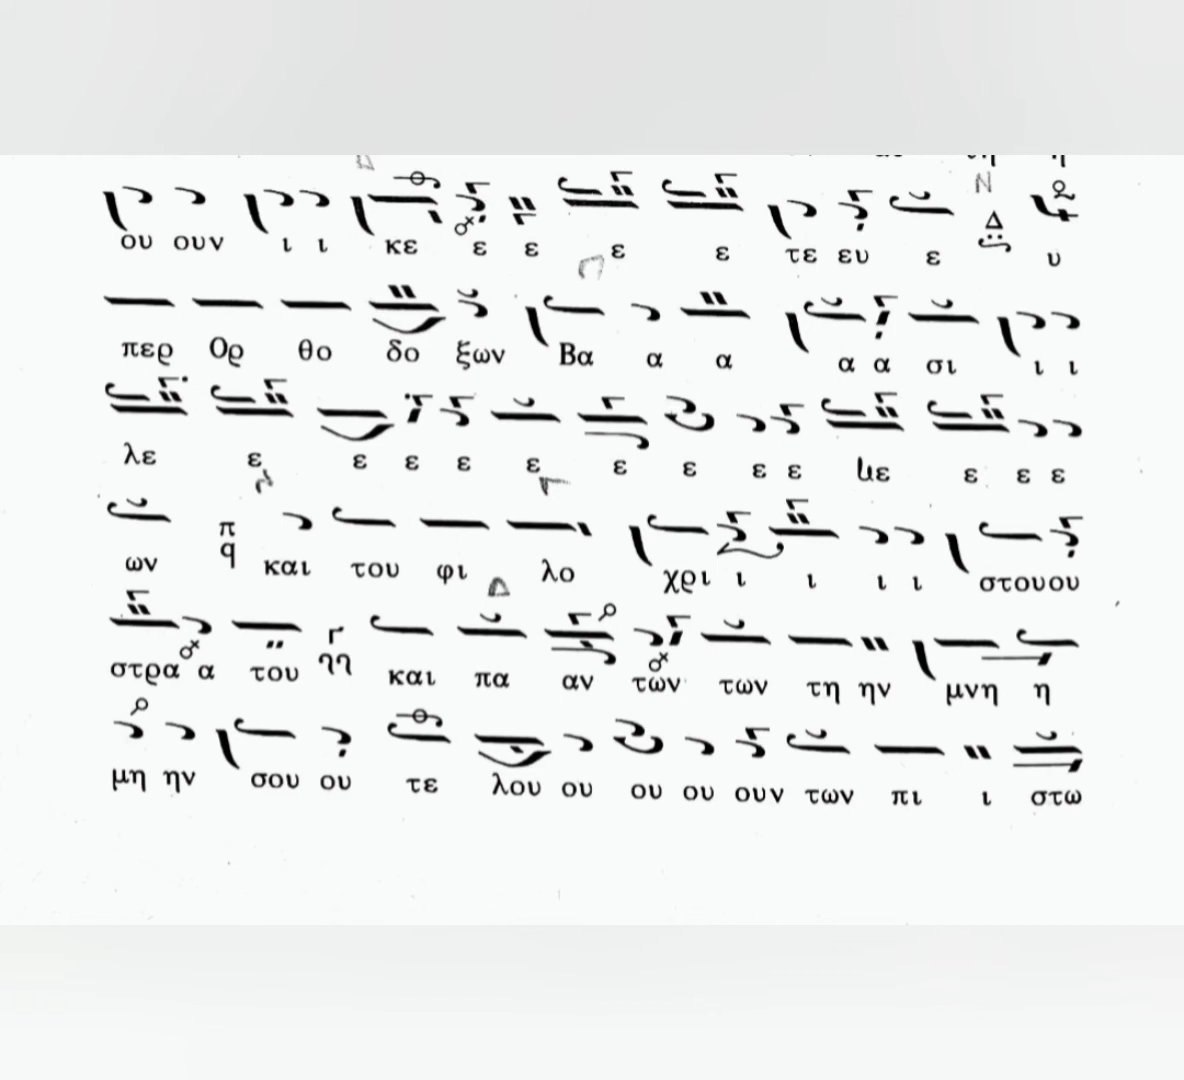 ου ουν ι ι κε ε ε ε ε τε ευ ε Δ υ
περ Ορ θο δο ξων Βα α α α α σι ι ι
λε ε ε ε ε ε ε ε ε ε με ε ε ε
ων π q και του φι λο χρι ι ι ι ι στουου
στρα α του και πα αν των των τη ην μνη η
μη ην σου ου τε λου ου ου ου ουν των πι ι στω